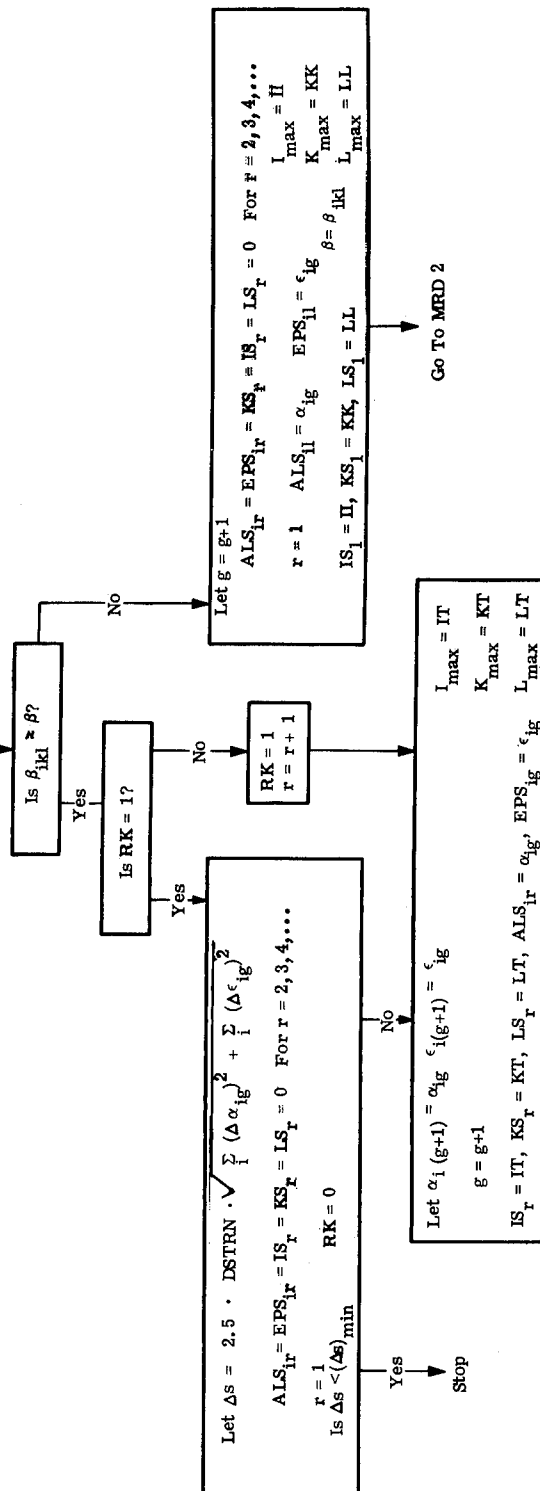 Is β_ikl ≥ β?
Yes
No
Is RK = 1?
Yes
No
RK = 1
r = r + 1
Let g = g+1
ALS_ir = EPS_ir = KS_r = IS_r = LS_r = 0 For r = 2, 3, 4, ...
I_max = II
r = 1 ALS_il = α_ig EPS_il = ε_ig K_max = KK
β = β_ikl
IS_1 = II, KS_1 = KK, LS_1 = LL L_max = LL
Go To MRD 2
Let Δs = 2.5 · DSTRN · √ Σ_i (Δα_ig)^2 + Σ_i (Δε_ig)^2
ALS_ir = EPS_ir = IS_r = KS_r = LS_r = 0 For r = 2, 3, 4, ...
r = 1 RK = 0
Is Δs < (Δs)_min
Yes
Stop
No
Let α_i (g+1) = α_ig ε_i(g+1) = ε_ig I_max = IT
g = g+1 K_max = KT
IS_r = IT, KS_r = KT, LS_r = LT, ALS_ir = α_ig, EPS_ig = ε_ig L_max = LT